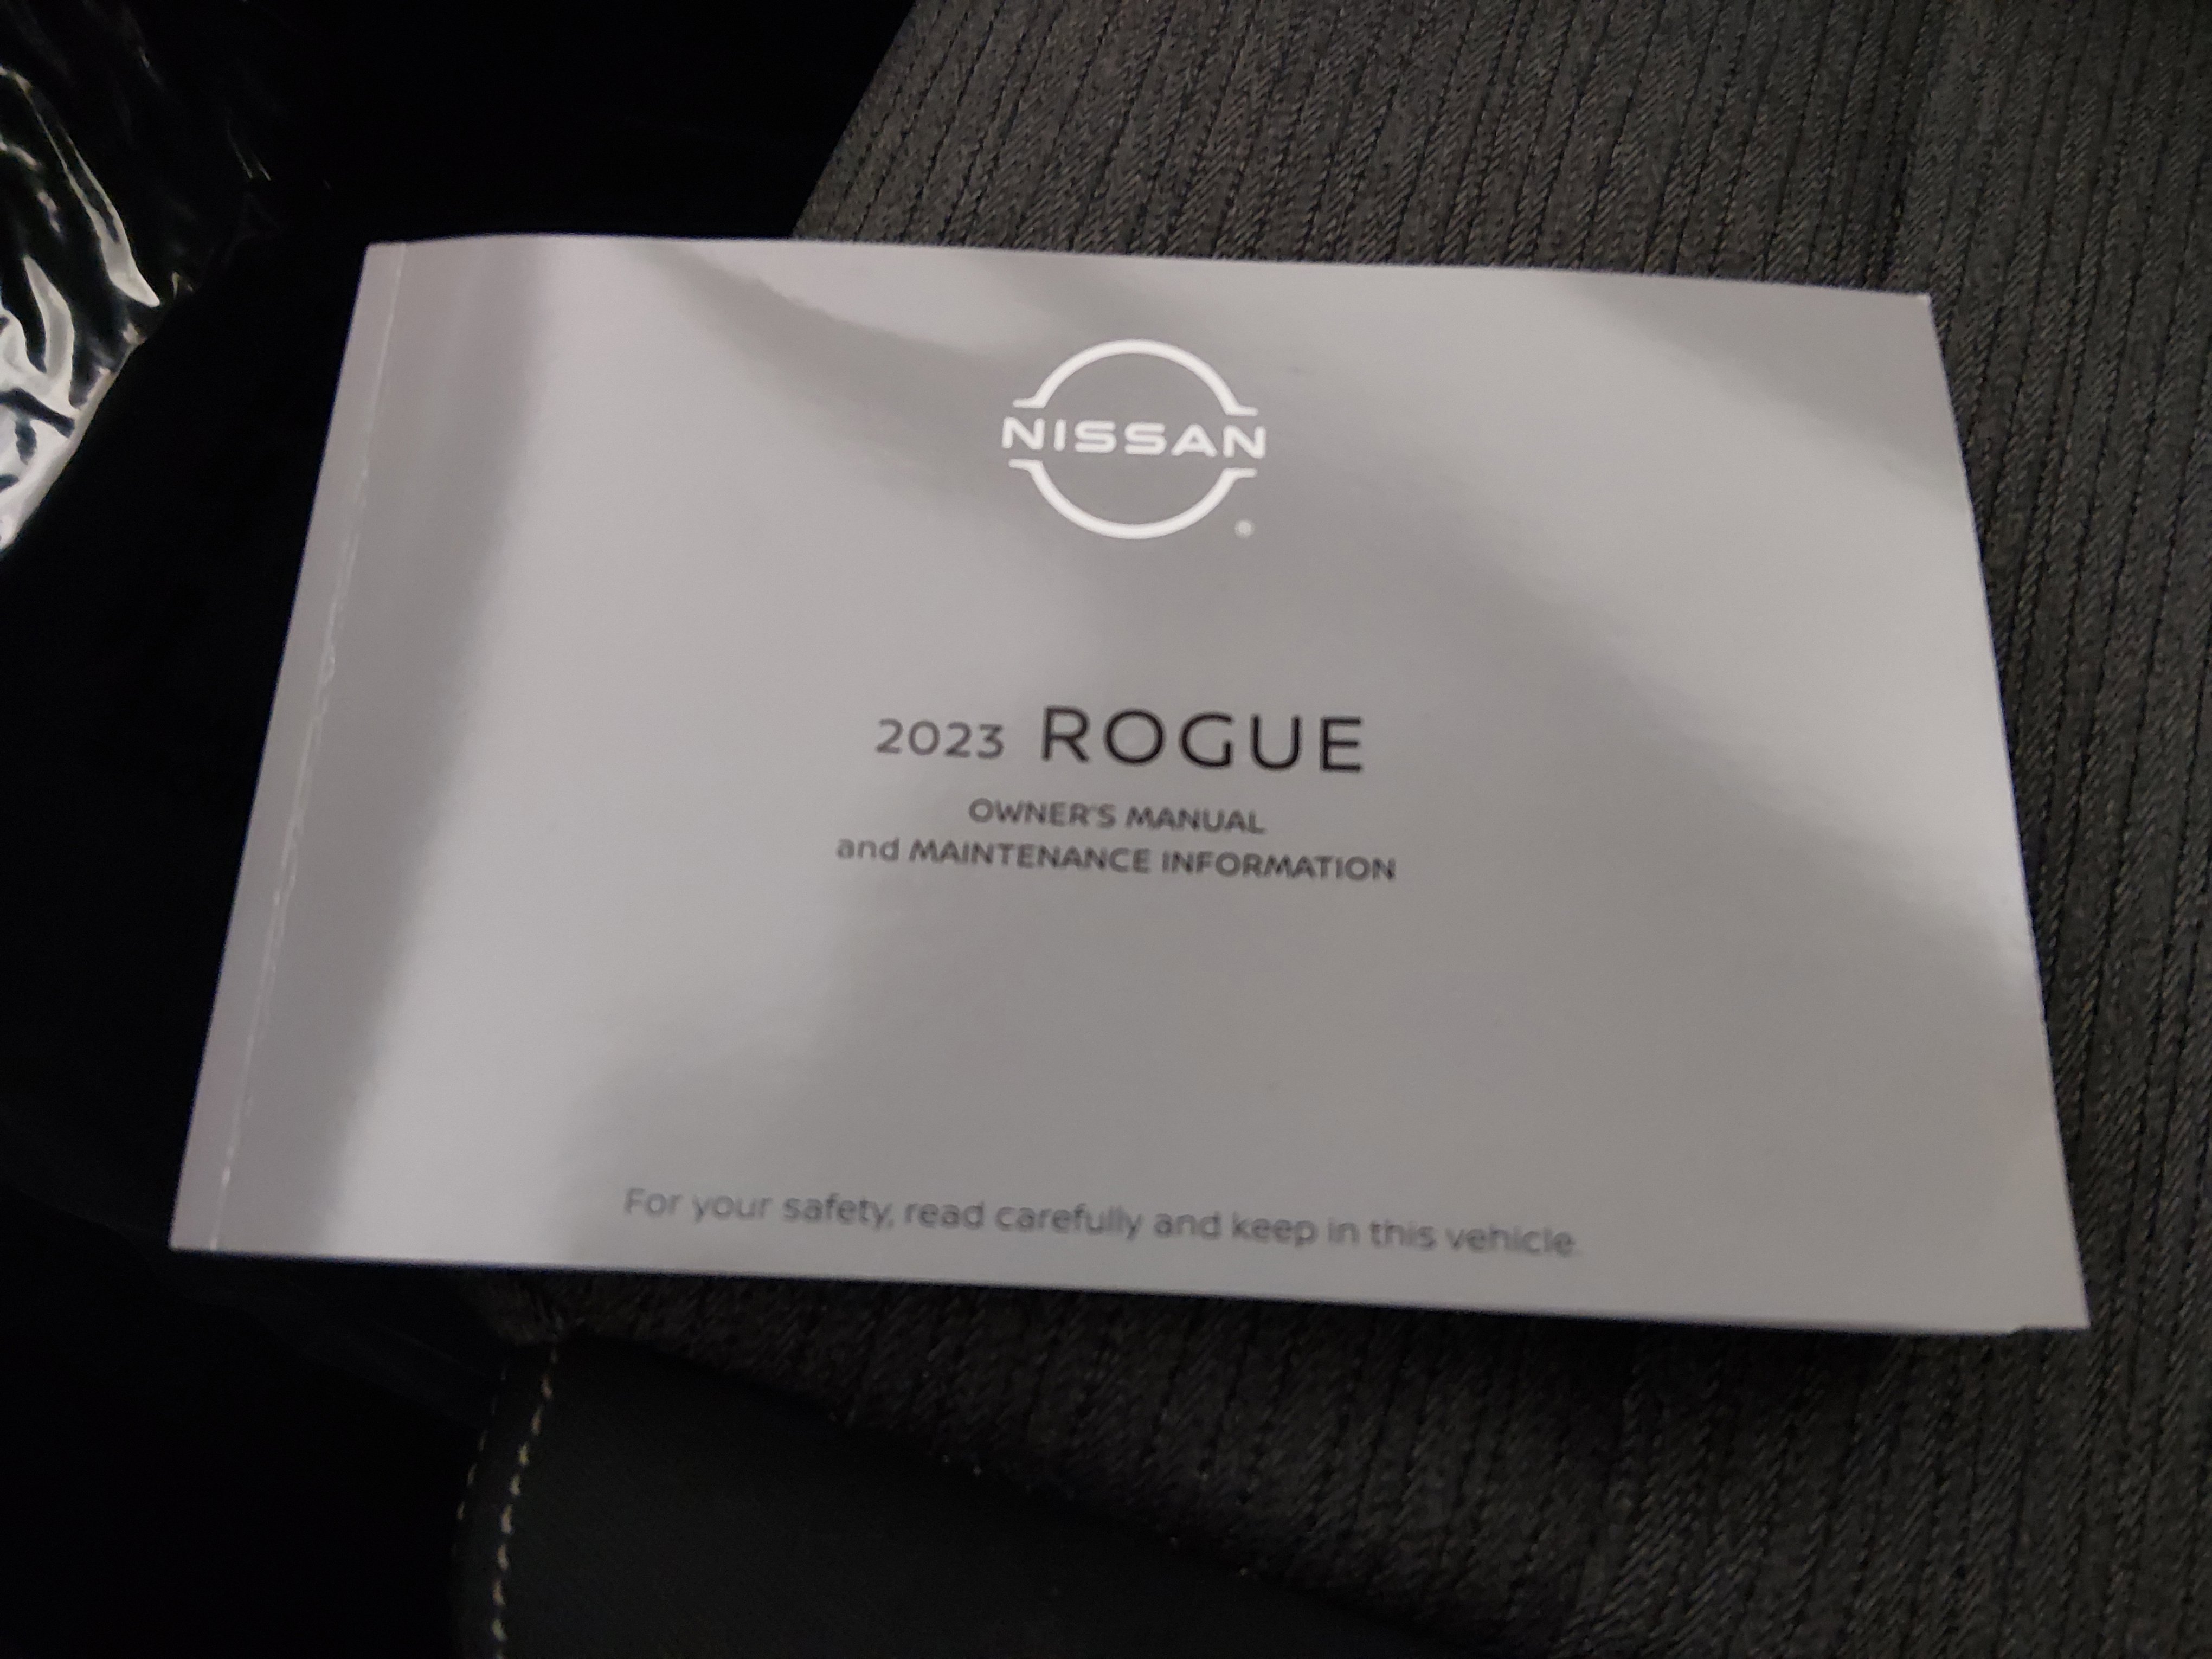 NISSAN
®
2023 ROGUE
OWNER'S MANUAL
and MAINTENANCE INFORMATION
For your safety, read carefully and keep in this vehicle.